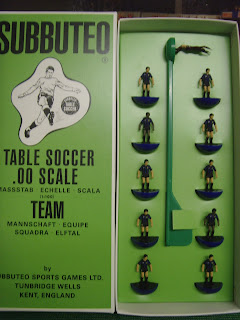 SUBBUTEO
TABLE SOCCER
.00 SCALE
MASSSTAB ECHELLE SCALA
TEAM
MANNSCHAFT · EQUIPE
SQUADRA · ELFTAL
by
SUBBUTEO SPORTS GAMES LTD.
TUNBRIDGE WELLS
KENT, ENGLAND